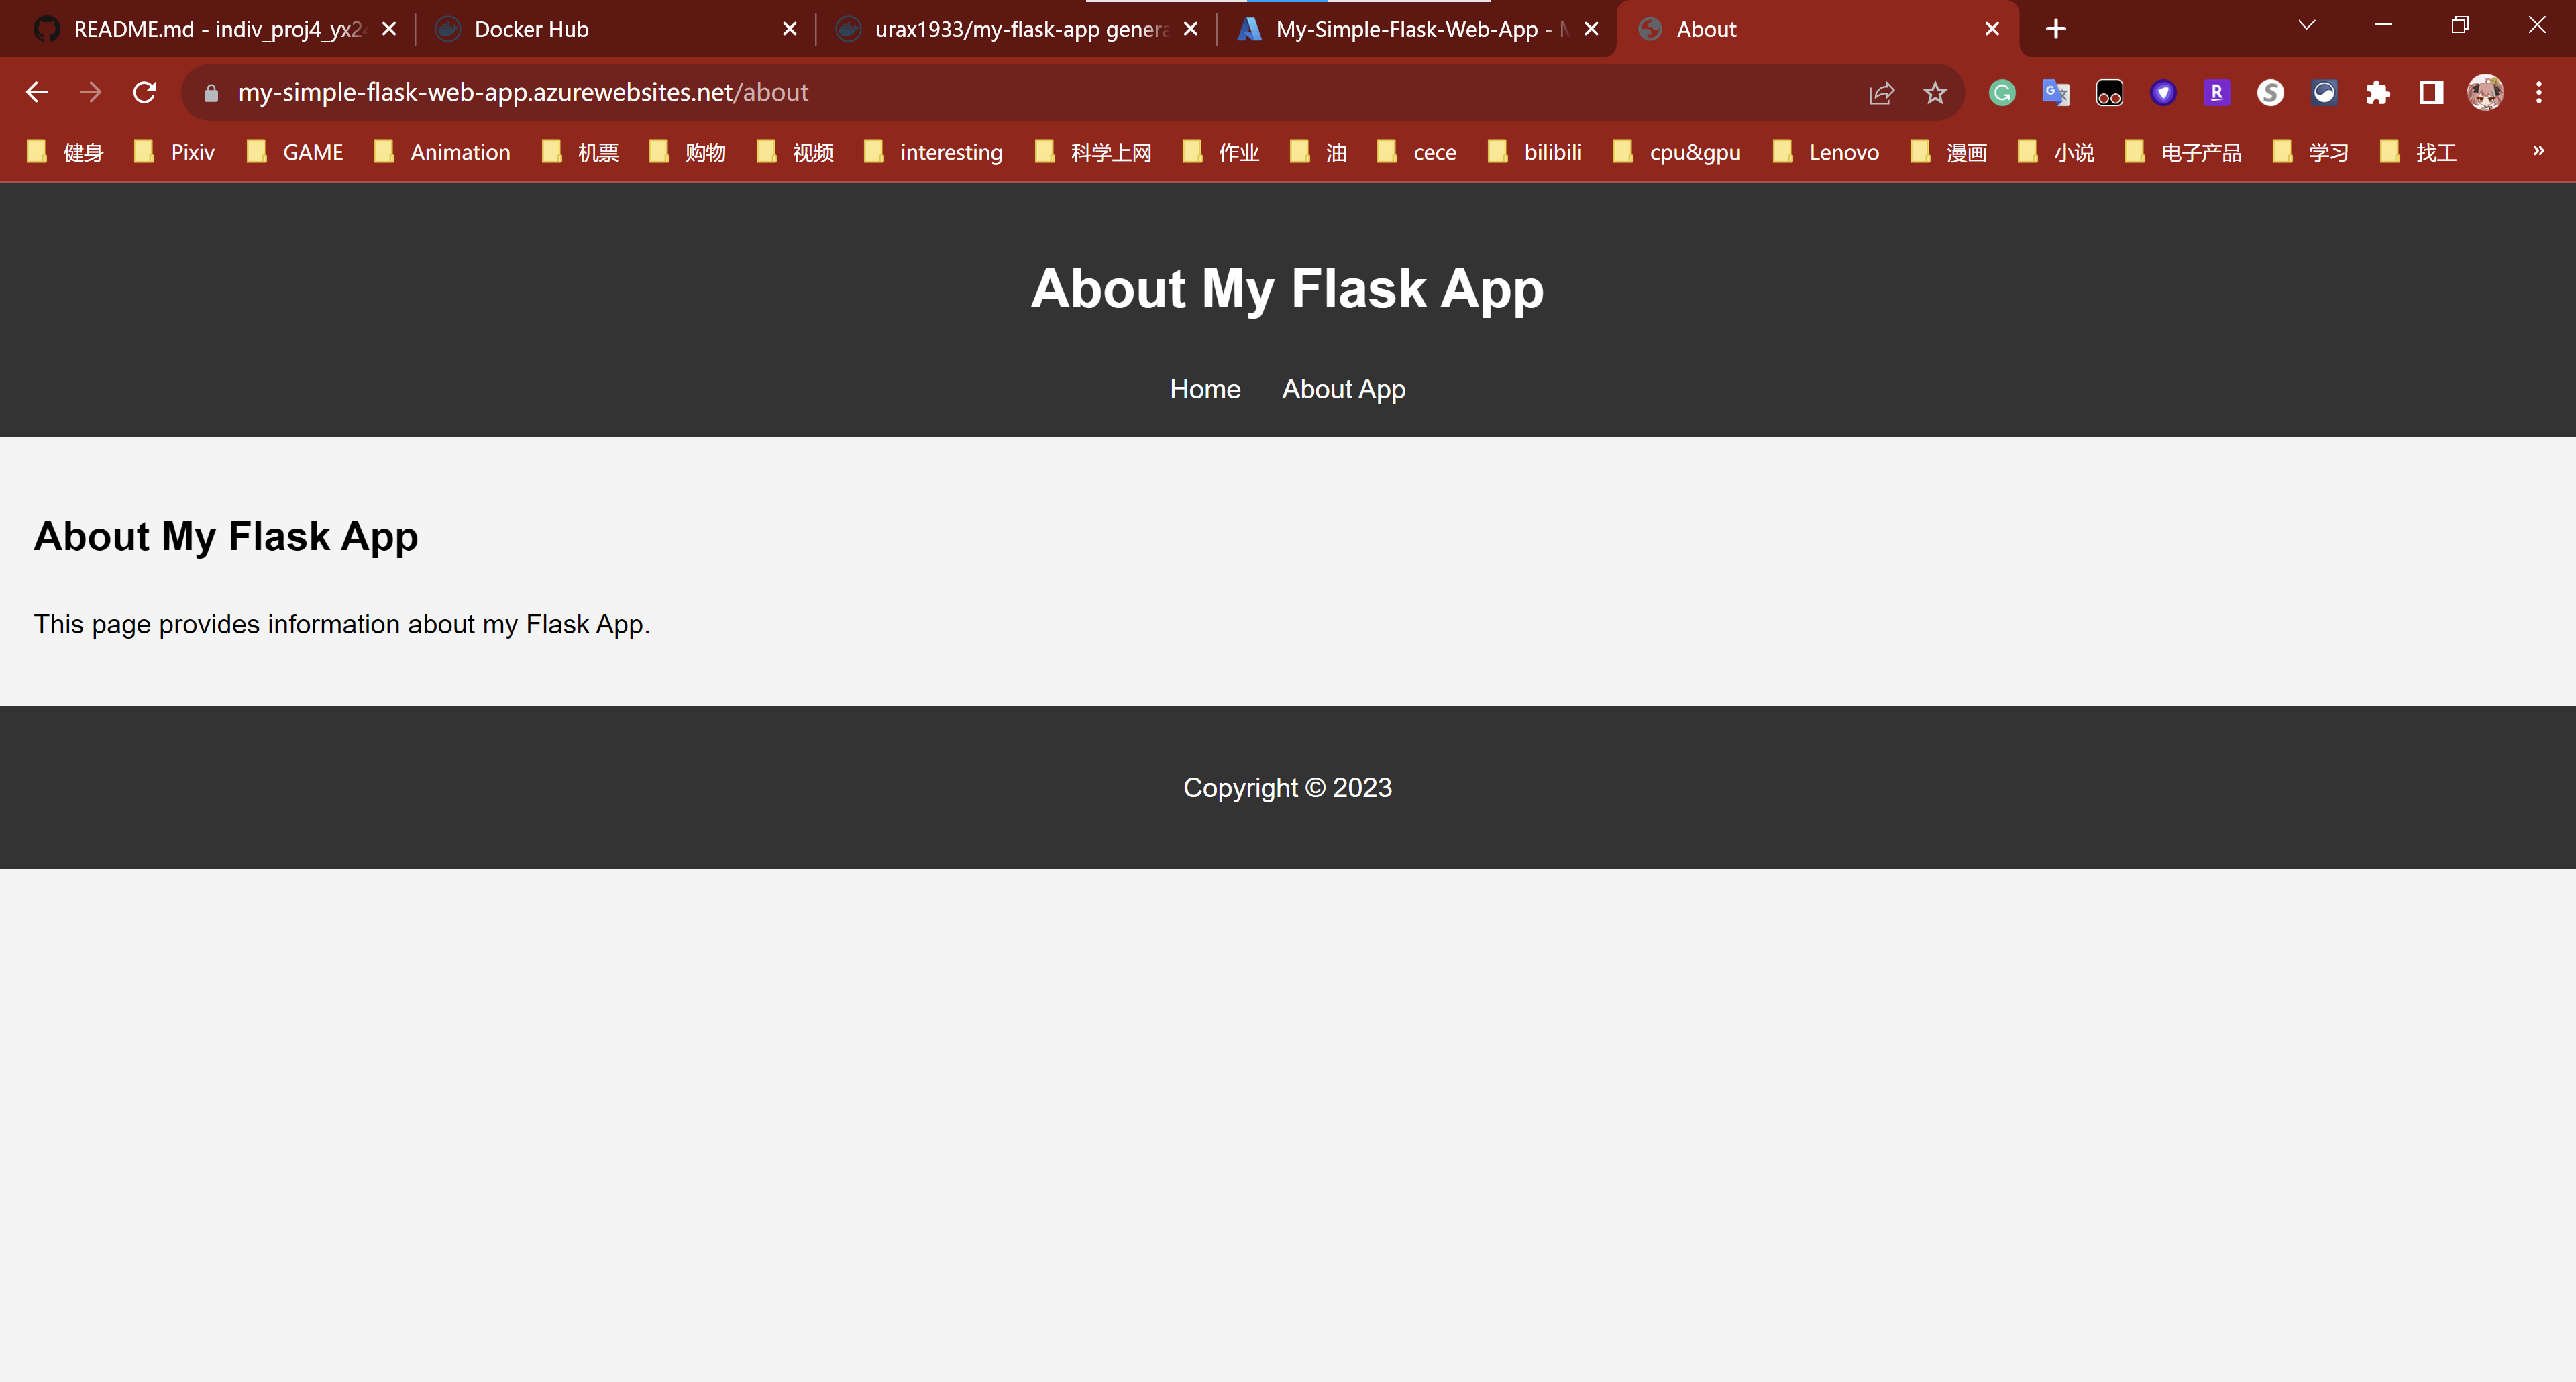 README.md - indiv_proj4_yx24 Docker Hub urax1933/my-flask-app genera My-Simple-Flask-Web-App - M About
my-simple-flask-web-app.azurewebsites.net/about
健身 Pixiv GAME Animation 机票 购物 视频 interesting 科学上网 作业 油 cece bilibili cpu&gpu Lenovo 漫画 小说 电子产品 学习 找工 »
About My Flask App
Home About App
About My Flask App
This page provides information about my Flask App.
Copyright © 2023